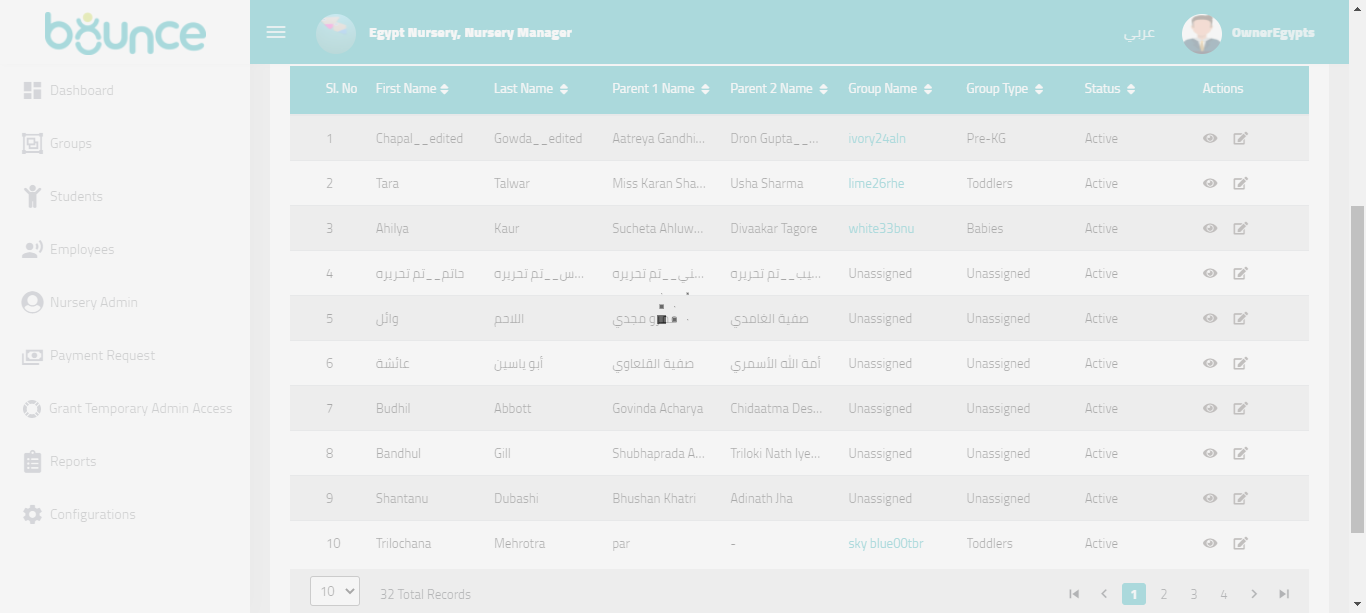 bounce
Egypt Nursery, Nursery Manager
عربي
OwnerEgypts
Dashboard
Groups
Students
Employees
Nursery Admin
Payment Request
Grant Temporary Admin Access
Reports
Configurations
Sl. No First Name Last Name Parent 1 Name Parent 2 Name Group Name Group Type Status Actions
1 Chapal__edited Gowda__edited Aatreya Gandhi... Dron Gupta__... ivory24aln Pre-KG Active
2 Tara Talwar Miss Karan Sha... Usha Sharma lime26rhe Toddlers Active
3 Ahilya Kaur Sucheta Ahluw... Divaakar Tagore white33bnu Babies Active
4 حاتم__تم تحريره ...س__تم تحريره ...ني__تم تحريره ...يب__تم تحريره Unassigned Unassigned Active
5 وائل اللاحم مجدي صفية الغامدي Unassigned Unassigned Active
6 عائشة أبو ياسين صفية القلعاوي أمة الله الأسمري Unassigned Unassigned Active
7 Budhil Abbott Govinda Acharya Chidaatma Des... Unassigned Unassigned Active
8 Bandhul Gill Shubhaprada A... Triloki Nath Iye... Unassigned Unassigned Active
9 Shantanu Dubashi Bhushan Khatri Adinath Jha Unassigned Unassigned Active
10 Trilochana Mehrotra par - sky blue00tbr Toddlers Active
10 32 Total Records 1 2 3 4